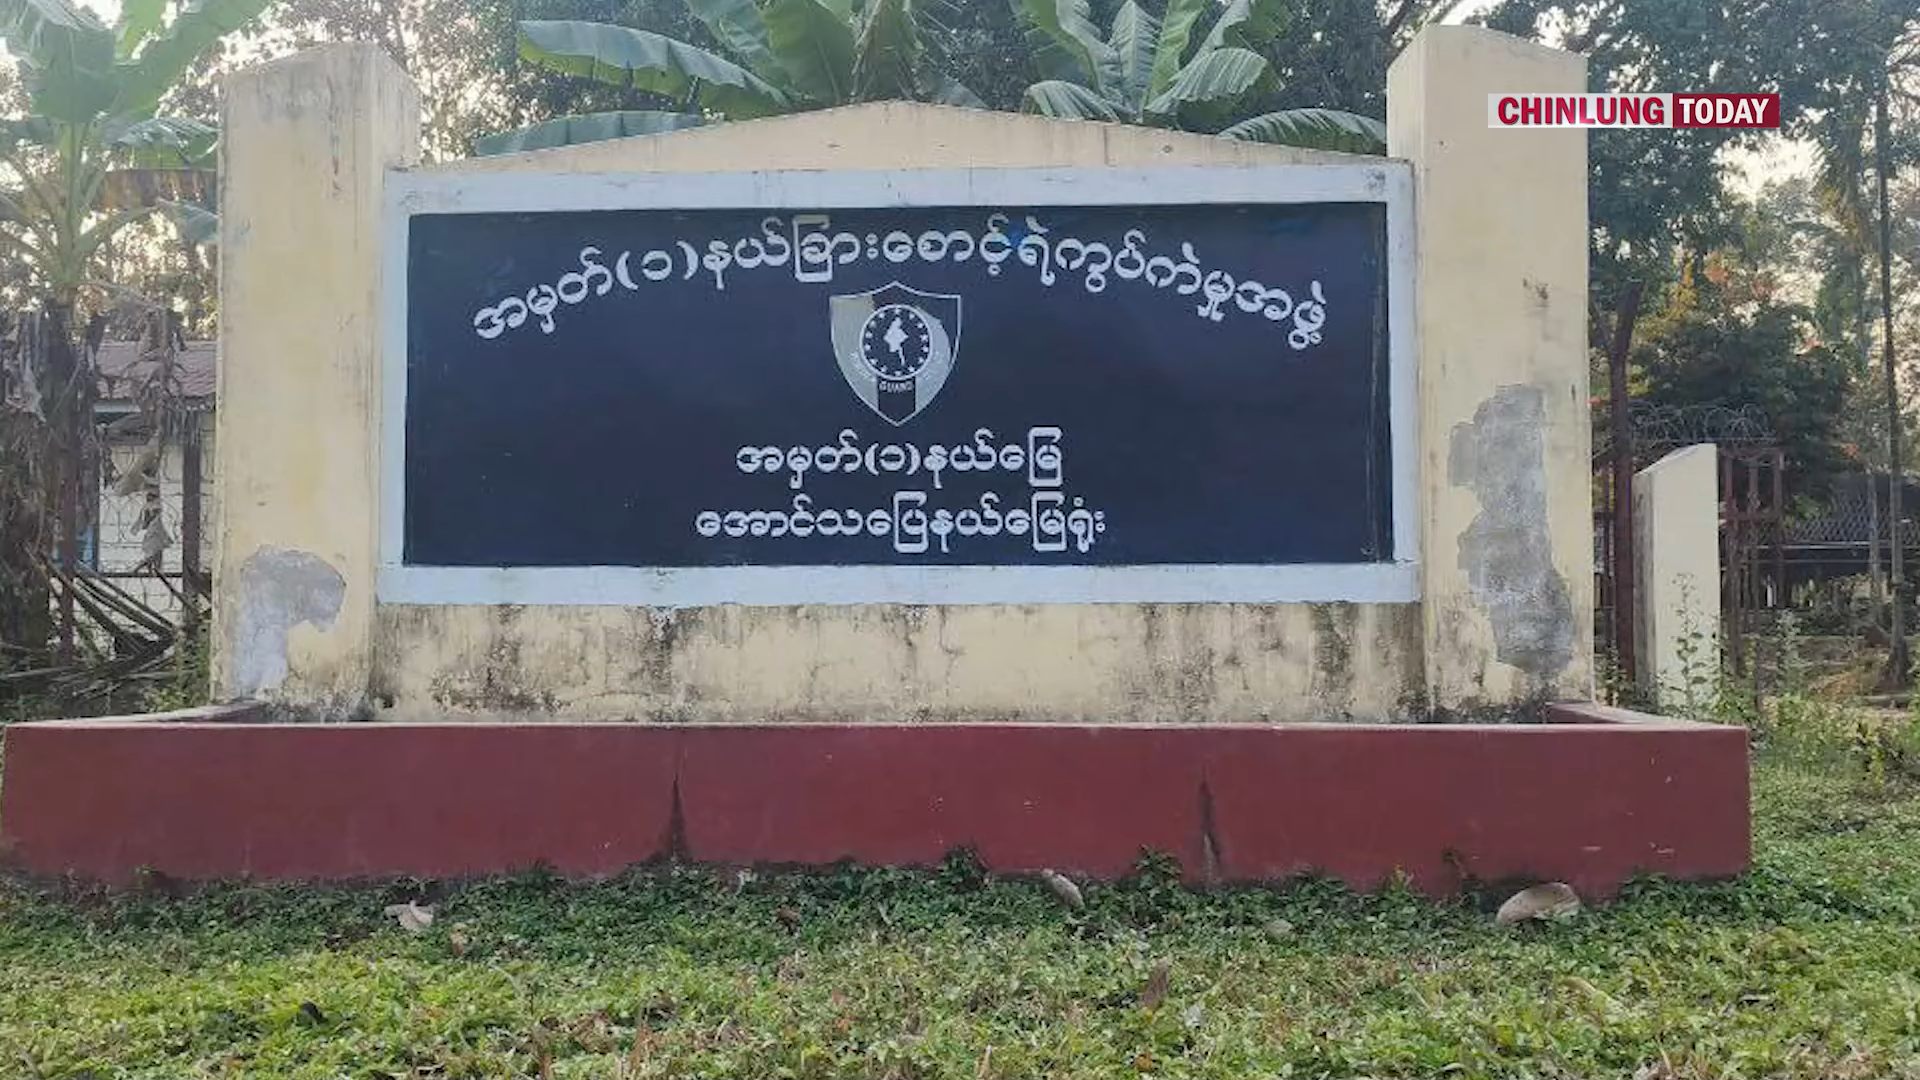 CHINLUNG TODAY
အမှတ်(၁)နယ်ခြားစောင့်ရဲကွပ်ကဲမှုအဖွဲ့
GUARD
အမှတ်(၁)နယ်မြေ
အောင်သပြေနယ်မြေရုံး